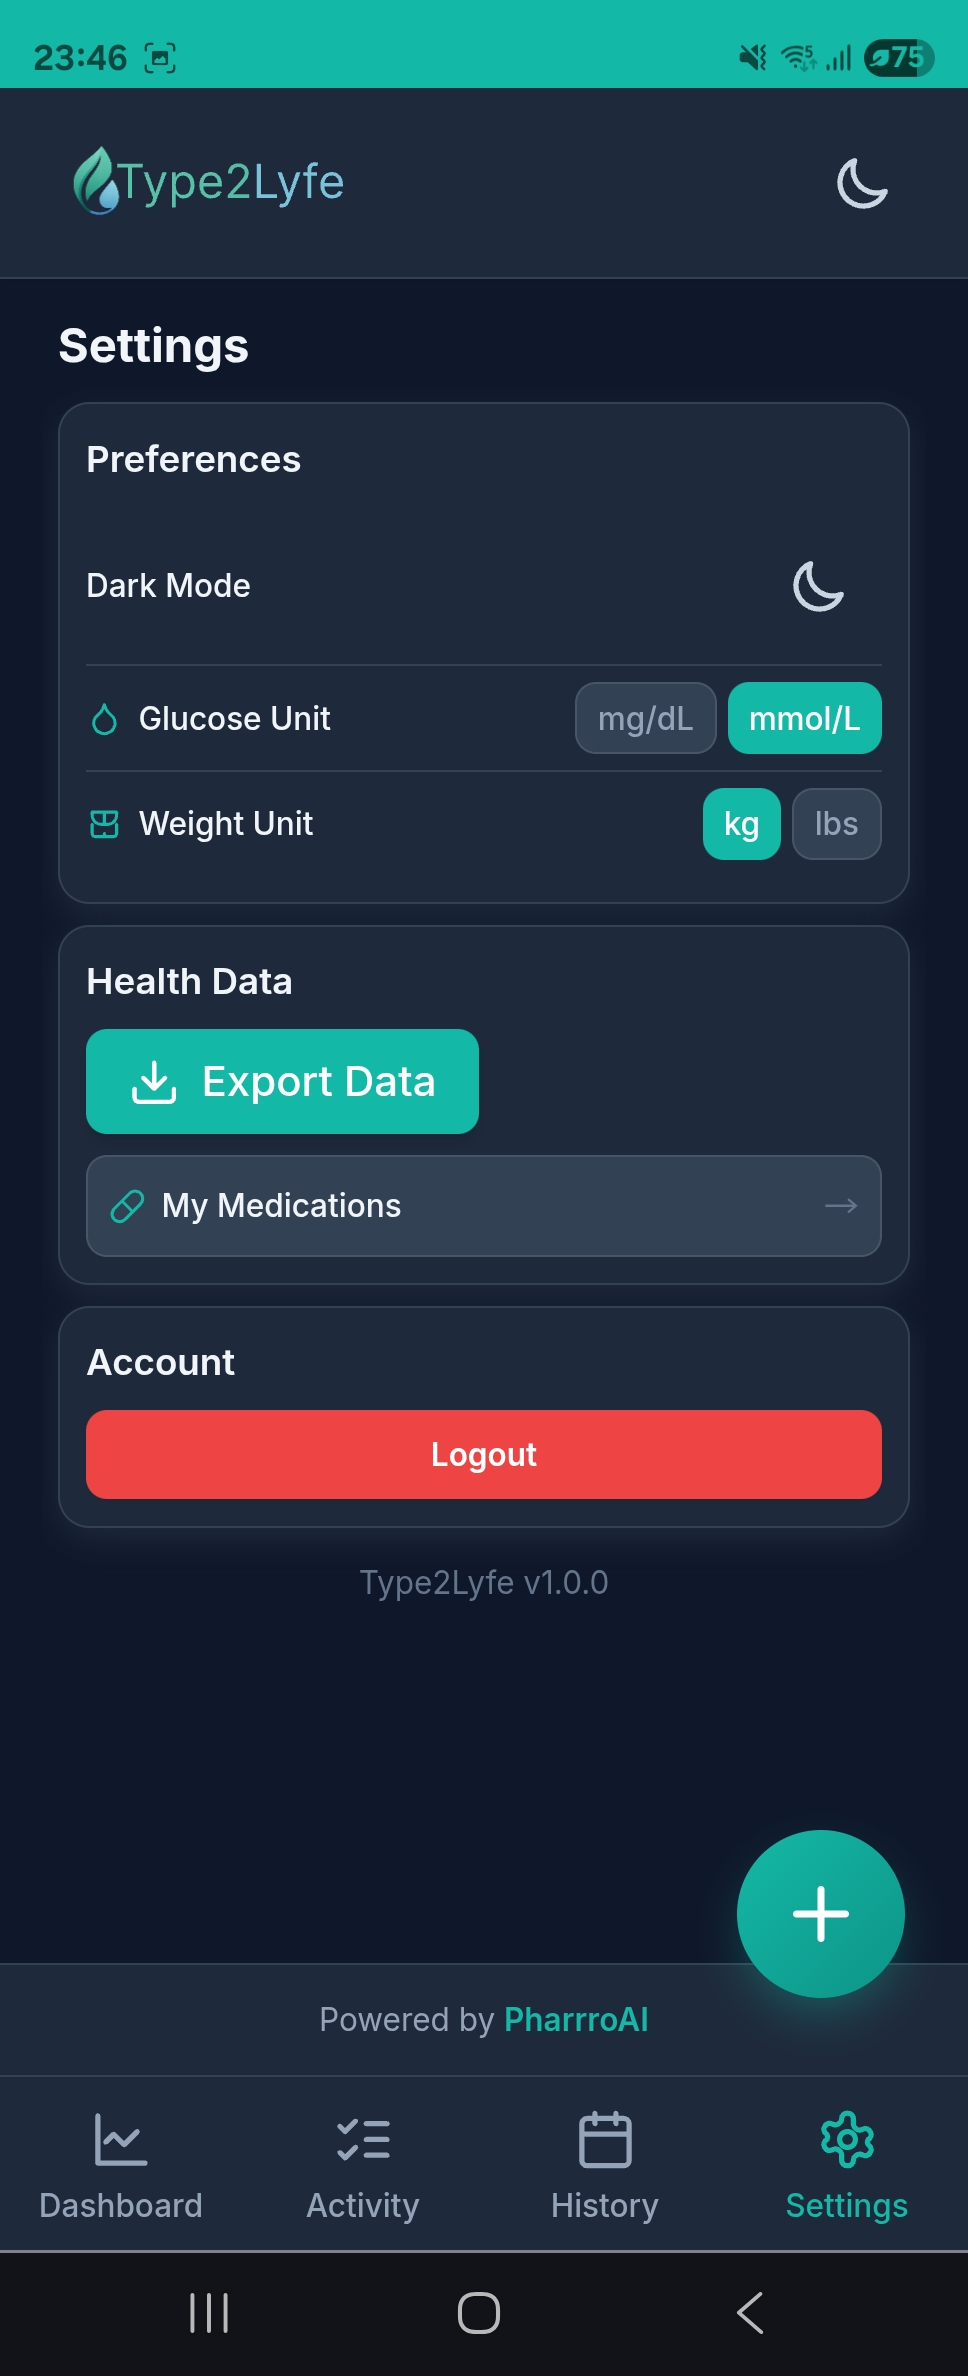 23:46
5
75
Type2Lyfe
Settings
Preferences
Dark Mode
Glucose Unit
mg/dL
mmol/L
Weight Unit
kg
lbs
Health Data
Export Data
My Medications
Account
Logout
Type2Lyfe v1.0.0
Powered by PharrroAI
Dashboard
Activity
History
Settings